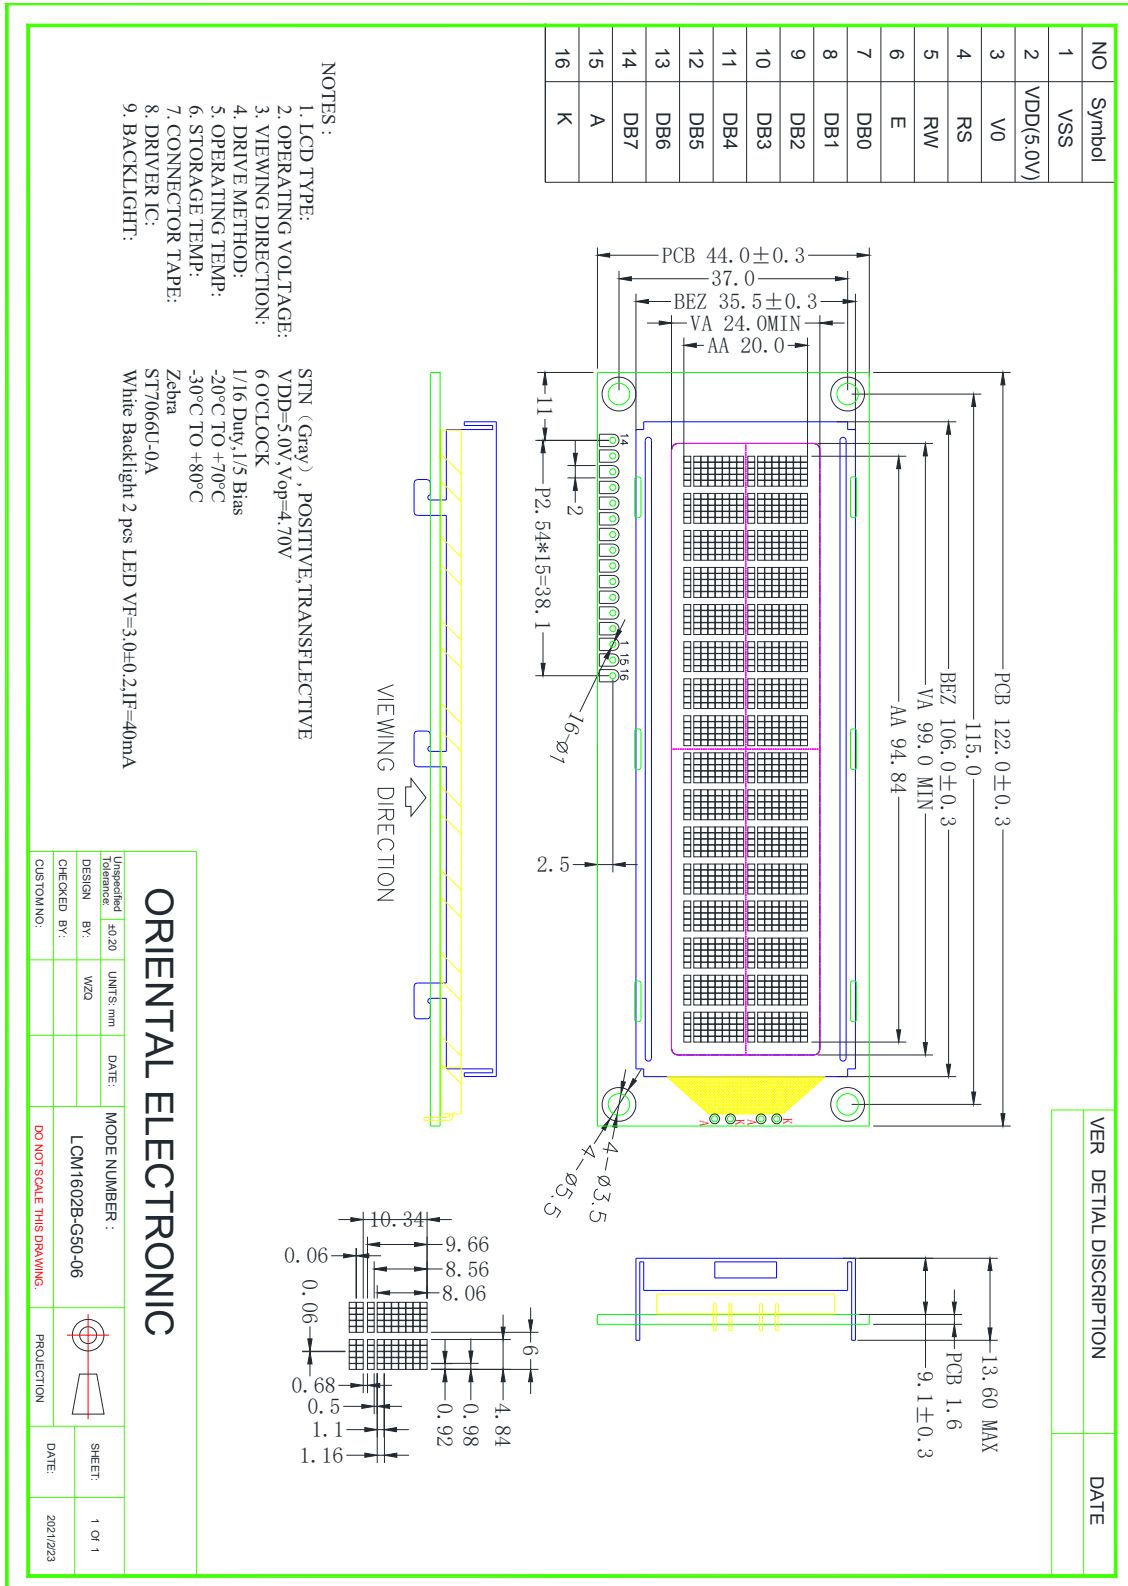 NO Symbol
1 VSS
2 VDD(5.0V)
3 V0
4 RS
5 RW
6 E
7 DB0
8 DB1
9 DB2
10 DB3
11 DB4
12 DB5
13 DB6
14 DB7
15 A
16 K
VER DETIAL DISCRIPTION DATE
PCB 122.0±0.3
115.0
BEZ 106.0±0.3
VA 99.0 MIN
AA 94.84
PCB 44.0±0.3
37.0
BEZ 35.5±0.3
VA 24.0MIN
AA 20.0
11
2
P2.54*15=38.1
14
1
15
16
16-ø1
2.5
K
A
K
A
4-ø3.5
4-ø5.5
13.60 MAX
9.1±0.3
PCB 1.6
VIEWING DIRECTION
10.34
9.66
8.56
8.06
0.06
0.06
6
4.84
0.98
0.92
0.68
0.5
1.1
1.16
NOTES :
1. LCD TYPE: STN（Gray）, POSITIVE,TRANSFLECTIVE
2. OPERATING VOLTAGE: VDD=5.0V,Vop=4.70V
3. VIEWING DIRECTION: 6 O'CLOCK
4. DRIVE METHOD: 1/16 Duty,1/5 Bias
5. OPERATING TEMP: -20°C TO +70°C
6. STORAGE TEMP: -30°C TO +80°C
7. CONNECTOR TAPE: Zebra
8. DRIVER IC: ST7066U-0A
9. BACKLIGHT: White Backlight 2 pcs LED VF=3.0±0.2,IF=40mA
ORIENTAL ELECTRONIC
Unspecified Tolerance: ±0.20 UNITS: mm DATE:
DESIGN BY: WZQ
CHECKED BY:
CUSTOM NO:
MODE NUMBER :
LCM1602B-G50-06
DO NOT SCALE THIS DRAWING.
PROJECTION
SHEET: 1 Of 1
DATE: 2021/2/23